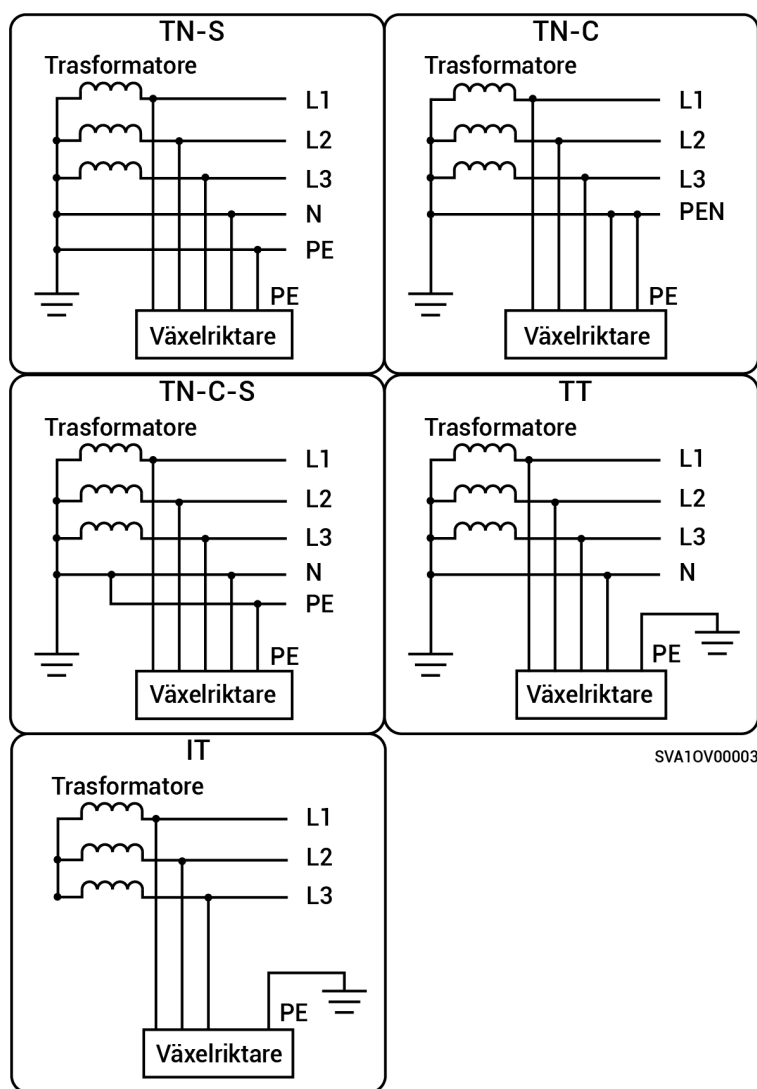 TN-S
Trasformatore
L1
L2
L3
N
PE
PE
Växelriktare
TN-C
Trasformatore
L1
L2
L3
PEN
PE
Växelriktare
TN-C-S
Trasformatore
L1
L2
L3
N
PE
PE
Växelriktare
TT
Trasformatore
L1
L2
L3
N
PE
Växelriktare
IT
Trasformatore
L1
L2
L3
PE
Växelriktare
SVA1OV00003